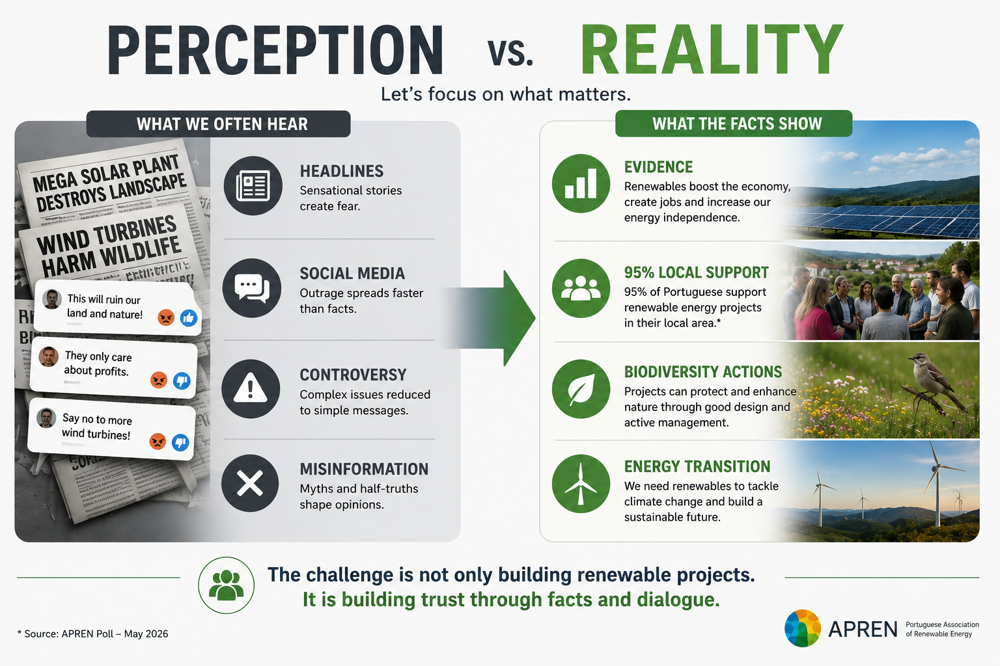 PERCEPTION VS. REALITY
Let's focus on what matters.
WHAT WE OFTEN HEAR
MEGA SOLAR PLANT
DESTROYS LANDSCAPE
WIND TURBINES
HARM WILDLIFE
This will ruin our
land and nature!
They only care
about profits.
Say no to more
wind turbines!
HEADLINES
Sensational stories
create fear.
SOCIAL MEDIA
Outrage spreads faster
than facts.
CONTROVERSY
Complex issues reduced
to simple messages.
MISINFORMATION
Myths and half-truths
shape opinions.
WHAT THE FACTS SHOW
EVIDENCE
Renewables boost the economy,
create jobs and increase our
energy independence.
95% LOCAL SUPPORT
95% of Portuguese support
renewable energy projects
in their local area.*
BIODIVERSITY ACTIONS
Projects can protect and enhance
nature through good design and
active management.
ENERGY TRANSITION
We need renewables to tackle
climate change and build a
sustainable future.
The challenge is not only building renewable projects.
It is building trust through facts and dialogue.
* Source: APREN Poll – May 2026
APREN
Portuguese Association
of Renewable Energy